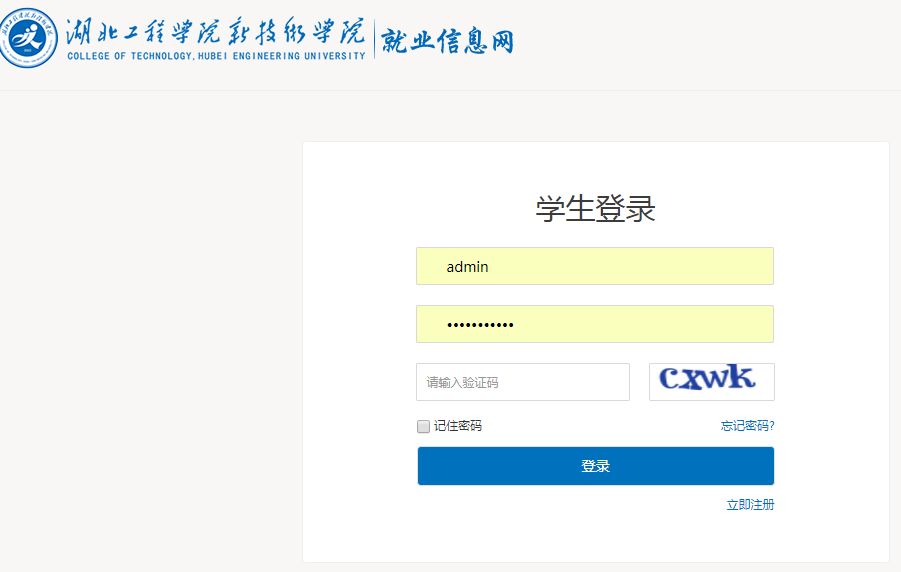 湖北工程学院新技术学院
COLLEGE OF TECHNOLOGY, HUBEI ENGINEERING UNIVERSITY
就业信息网
学生登录
admin
•••••••••••
请输入验证码
cxwk
记住密码
忘记密码?
登录
立即注册